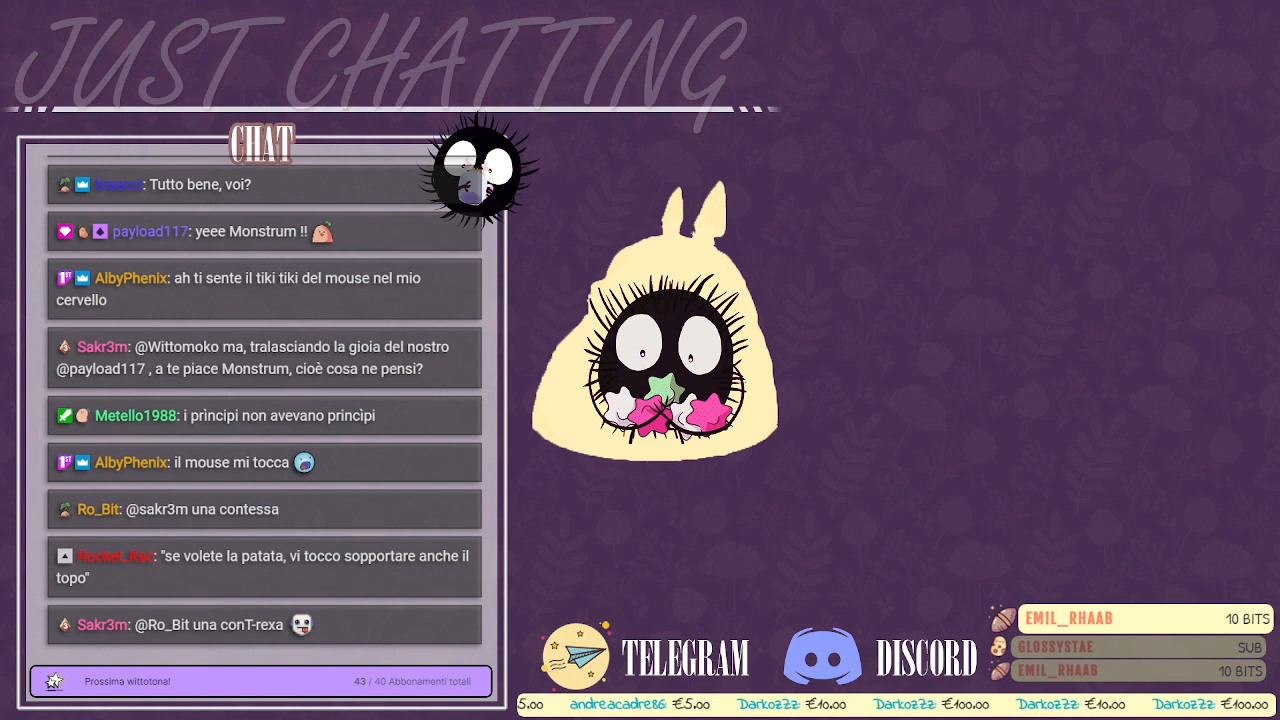 JUST CHATTING
CHAT
breacci: Tutto bene, voi?
payload117: yeee Monstrum !!
1ST AlbyPhenix: ah ti sente il tiki tiki del mouse nel mio
cervello
Sakr3m: @Wittomoko ma, tralasciando la gioia del nostro
@payload117 , a te piace Monstrum, cioè cosa ne pensi?
Metello1988: i prìncipi non avevano princìpi
1ST AlbyPhenix: il mouse mi tocca
Ro_Bit: @sakr3m una contessa
Rocket_Rac: "se volete la patata, vi tocco sopportare anche il
topo"
Sakr3m: @Ro_Bit una conT-rexa
Prossima wittotona! 43 / 40 Abbonamenti totali
TELEGRAM
DISCORD
EMIL_RHAAB 10 BITS
GLOSSYSTAE SUB
EMIL_RHAAB 10 BITS
5.00 andreacadre86: €5.00 Darkozzz: €10.00 Darkozzz: €100.00 Darkozzz: €10.00 Darkozzz: €100.00